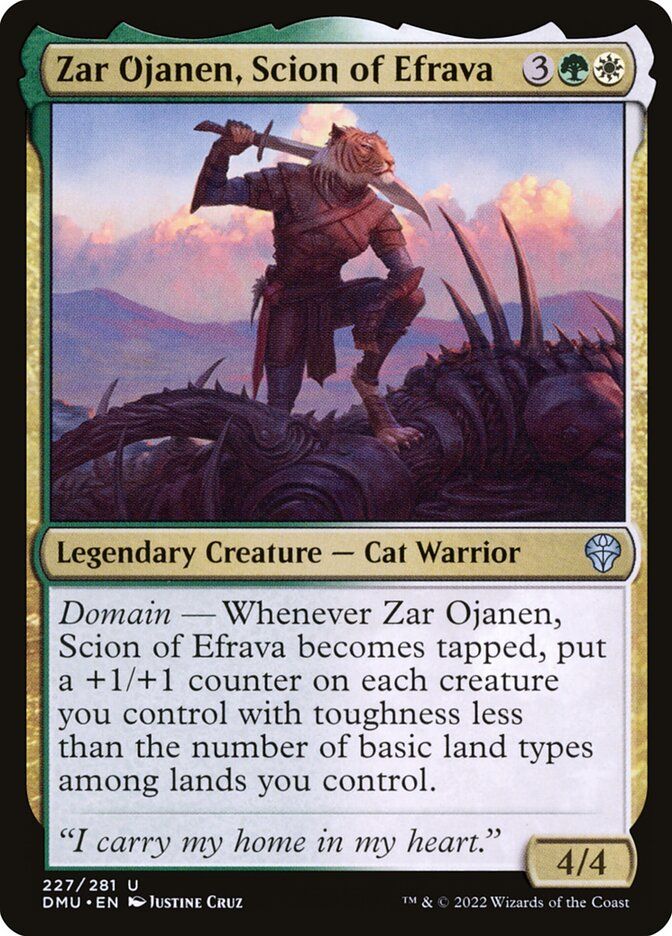 Zar Ojanen, Scion of Efrava 3
Legendary Creature — Cat Warrior
Domain — Whenever Zar Ojanen,
Scion of Efrava becomes tapped, put
a +1/+1 counter on each creature
you control with toughness less
than the number of basic land types
among lands you control.
“I carry my home in my heart.”
4/4
227/281 U
DMU • EN Justine Cruz
™ & © 2022 Wizards of the Coast